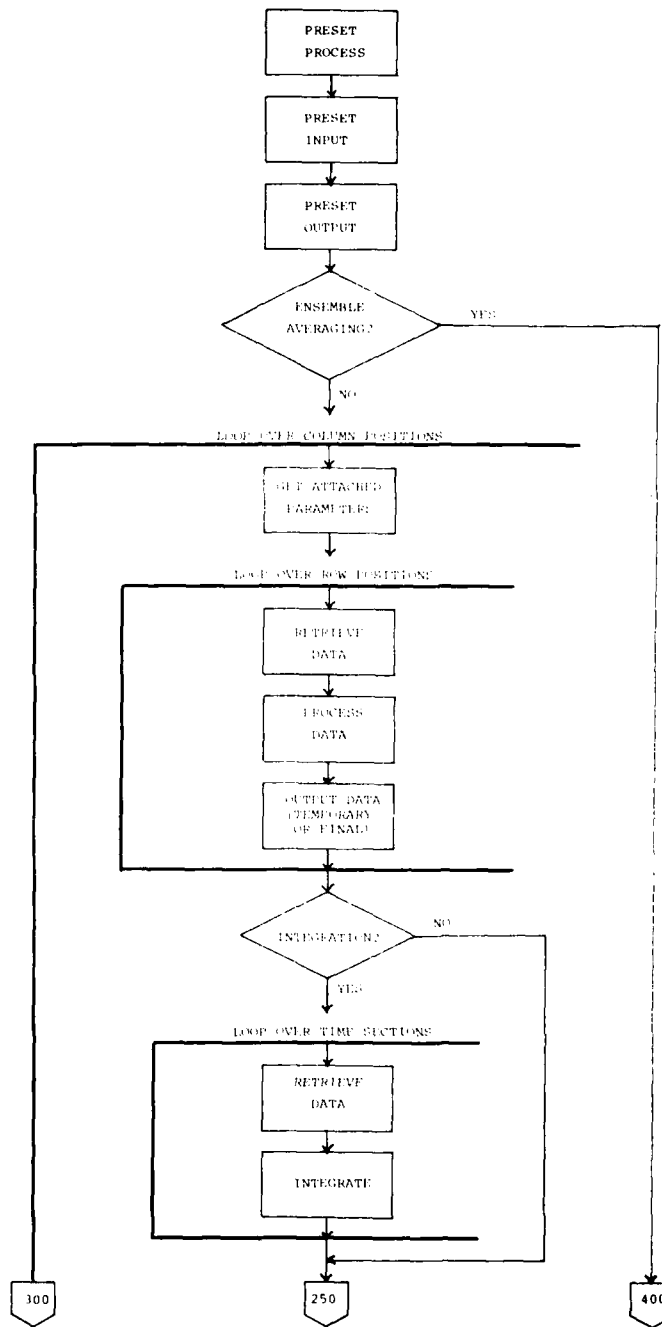 PRESET
PROCESS
PRESET
INPUT
PRESET
OUTPUT
ENSEMBLE
AVERAGING?
YES
NO
LOOP OVER COLUMN POSITIONS
GET ATTACHED
PARAMETERS
LOOP OVER ROW POSITIONS
RETRIEVE
DATA
PROCESS
DATA
OUTPUT DATA
(TEMPORARY
OR FINAL)
INTEGRATION?
NO
YES
LOOP OVER TIME SECTIONS
RETRIEVE
DATA
INTEGRATE
300
250
400